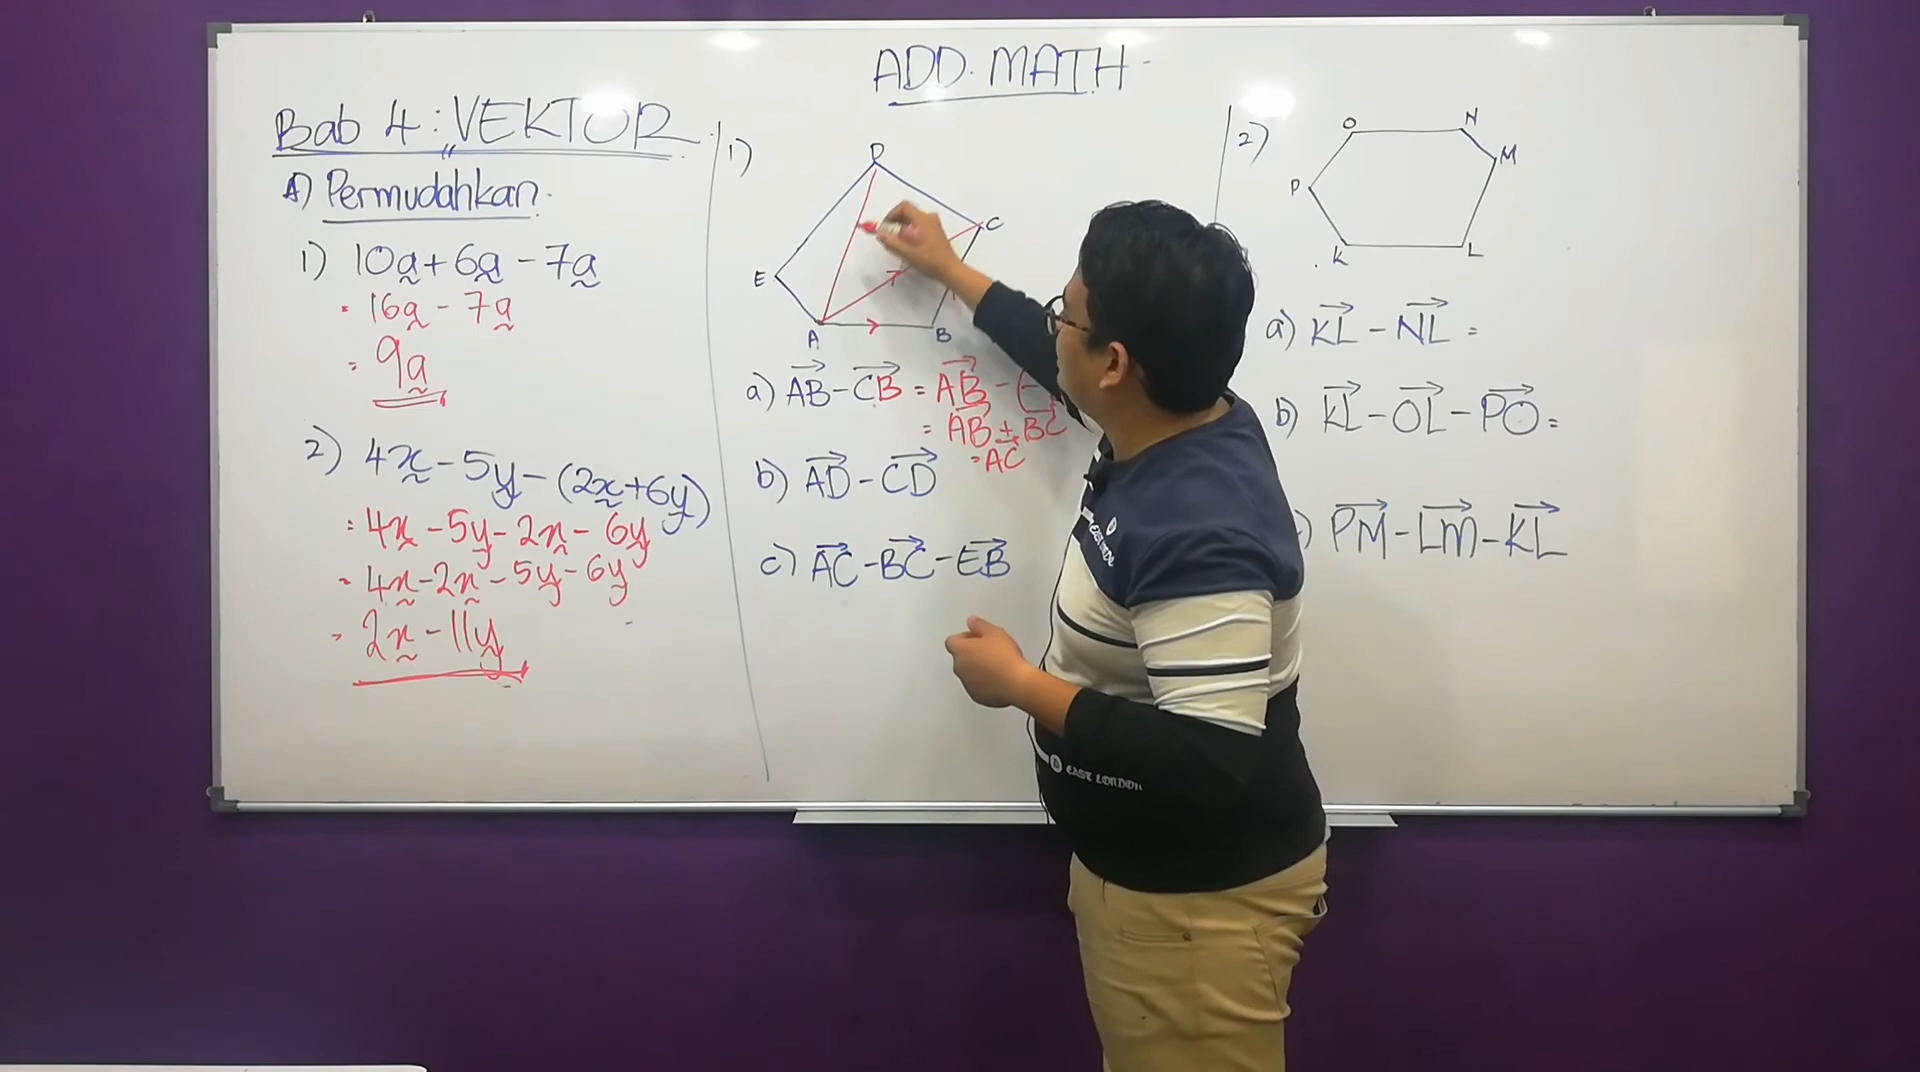 ADD. MATH
Bab 4 : VEKTOR
A) Permudahkan.
1) 10a + 6a - 7a
= 16a - 7a
= 9a
2) 4x - 5y - (2x + 6y)
= 4x - 5y - 2x - 6y
= 4x - 2x - 5y - 6y
= 2x - 11y
1)
D
C
E
A
B
a) AB - CB = AB - (
= AB + BC
= AC
b) AD - CD
c) AC - BC - EB
2)
O
N
M
P
K
L
a) KL - NL =
b) KL - OL - PO =
) PM - LM - KL
EAST LONDON